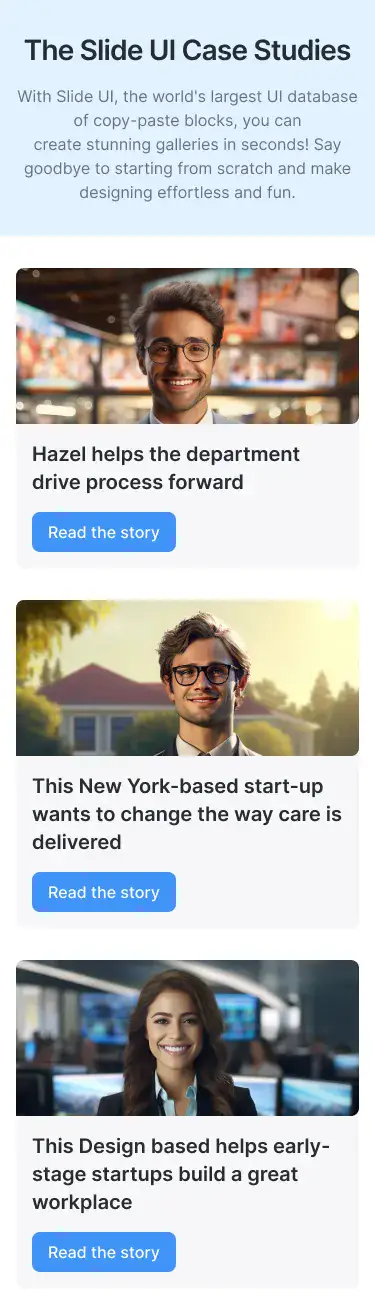 The Slide UI Case Studies
With Slide UI, the world's largest UI database
of copy-paste blocks, you can
create stunning galleries in seconds! Say
goodbye to starting from scratch and make
designing effortless and fun.
Hazel helps the department
drive process forward
Read the story
This New York-based start-up
wants to change the way care is
delivered
Read the story
This Design based helps early-
stage startups build a great
workplace
Read the story